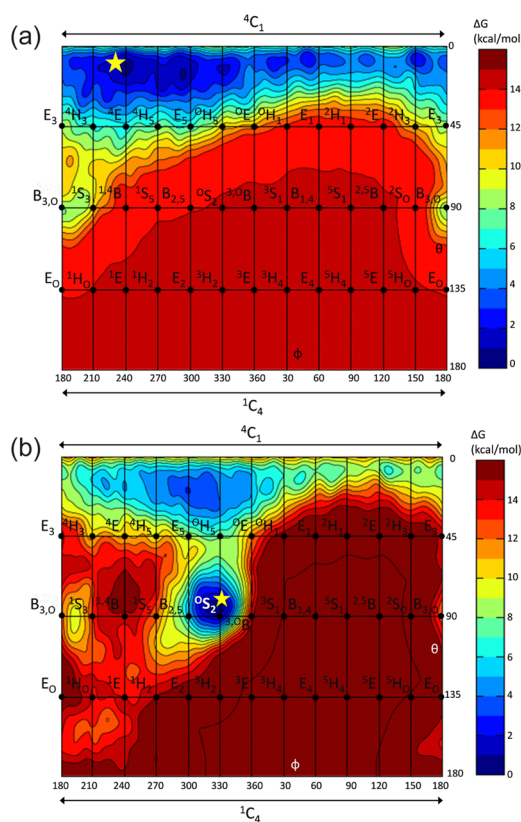 (a)
⁴C₁
ΔG
(kcal/mol)
0
E₃ ⁴H₃ ⁴E ⁴H₅ E₅ ᴼH₅ ᴼE ᴼH₁ E₁ ²H₁ ²E ²H₃ E₃ 45
B₃,ₒ ¹S₃ ¹,⁴B ¹S₅ B₂,₅ ᴼS₂ ³,ᴼB ³S₁ B₁,₄ ⁵S₁ ²,⁵B ²Sₒ B₃,ₒ 90
θ
Eₒ ¹Hₒ ¹E ¹H₂ E₂ ³H₂ ³E ³H₄ E₄ ⁵H₄ ⁵E ⁵Hₒ Eₒ 135
ϕ
180
180 210 240 270 300 330 360 30 60 90 120 150 180
¹C₄
14
12
10
8
6
4
2
0
(b)
⁴C₁
ΔG
(kcal/mol)
0
E₃ ⁴H₃ ⁴E ⁴H₅ E₅ ᴼH₅ ᴼE ᴼH₁ E₁ ²H₁ ²E ²H₃ E₃ 45
B₃,ₒ ¹S₃ ¹,⁴B ¹S₅ B₂,₅ ᴼS₂ ³,ᴼB ³S₁ B₁,₄ ⁵S₁ ²,⁵B ²Sₒ B₃,ₒ 90
θ
Eₒ ¹Hₒ ¹E ¹H₂ E₂ ³H₂ ³E ³H₄ E₄ ⁵H₄ ⁵E ⁵Hₒ Eₒ 135
ϕ
180
180 210 240 270 300 330 360 30 60 90 120 150 180
¹C₄
14
12
10
8
6
4
2
0